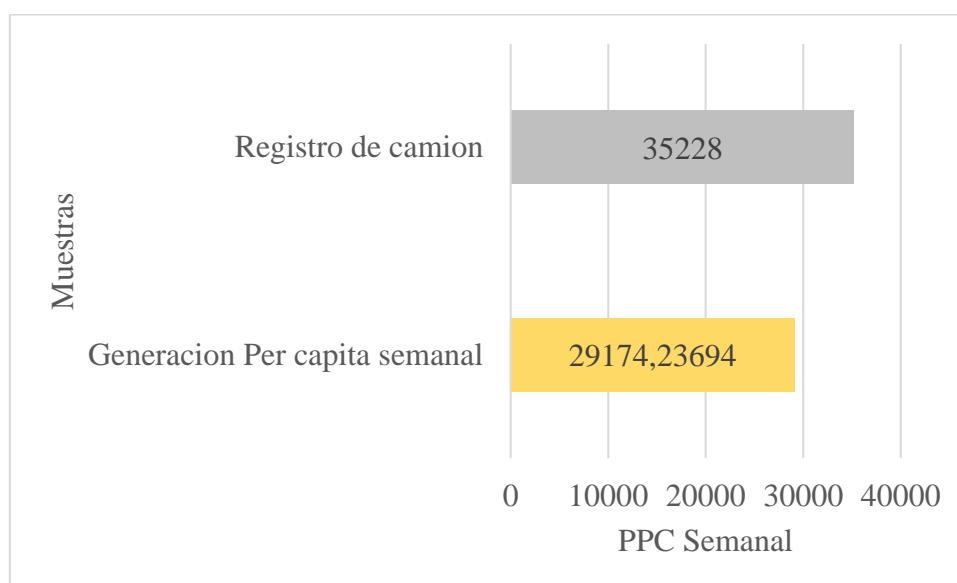 Registro de camion
35228
Muestras
Generacion Per capita semanal
29174,23694
0 10000 20000 30000 40000
PPC Semanal